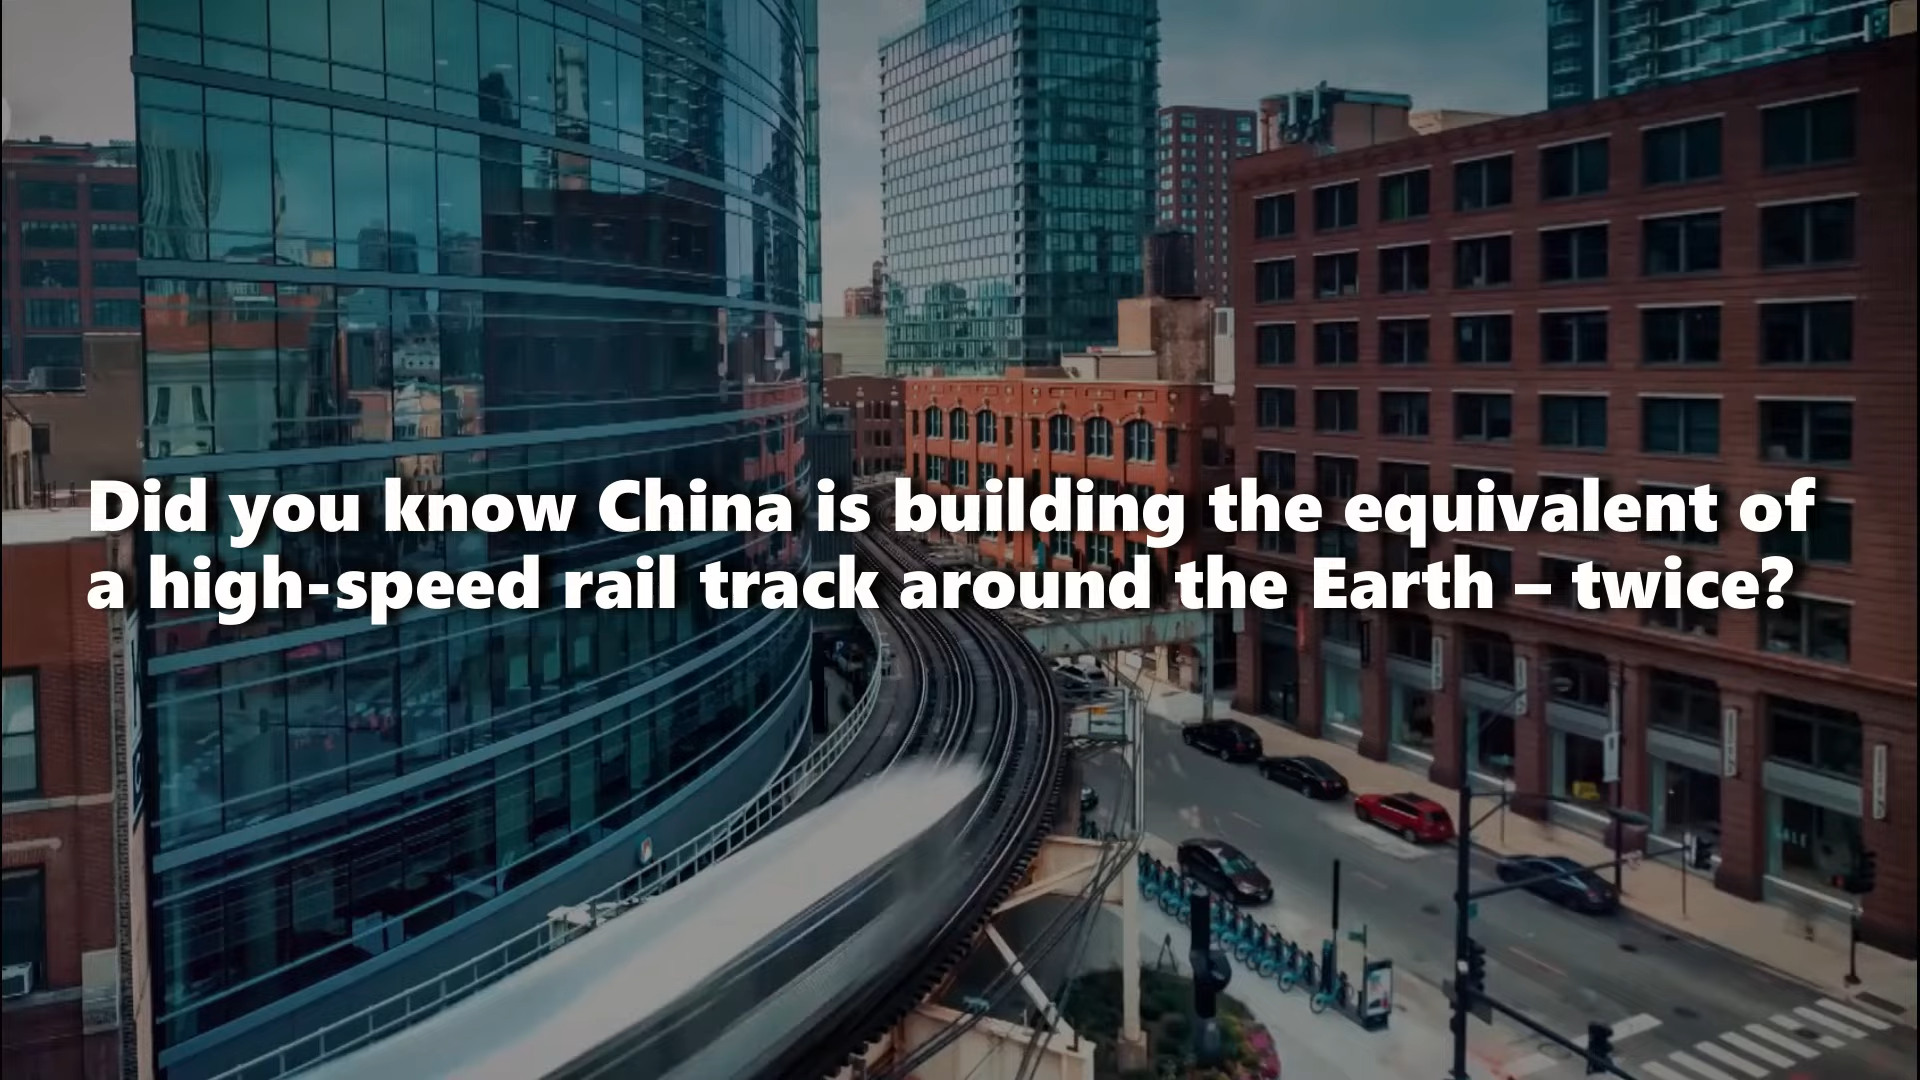 Did you know China is building the equivalent of
a high-speed rail track around the Earth – twice?